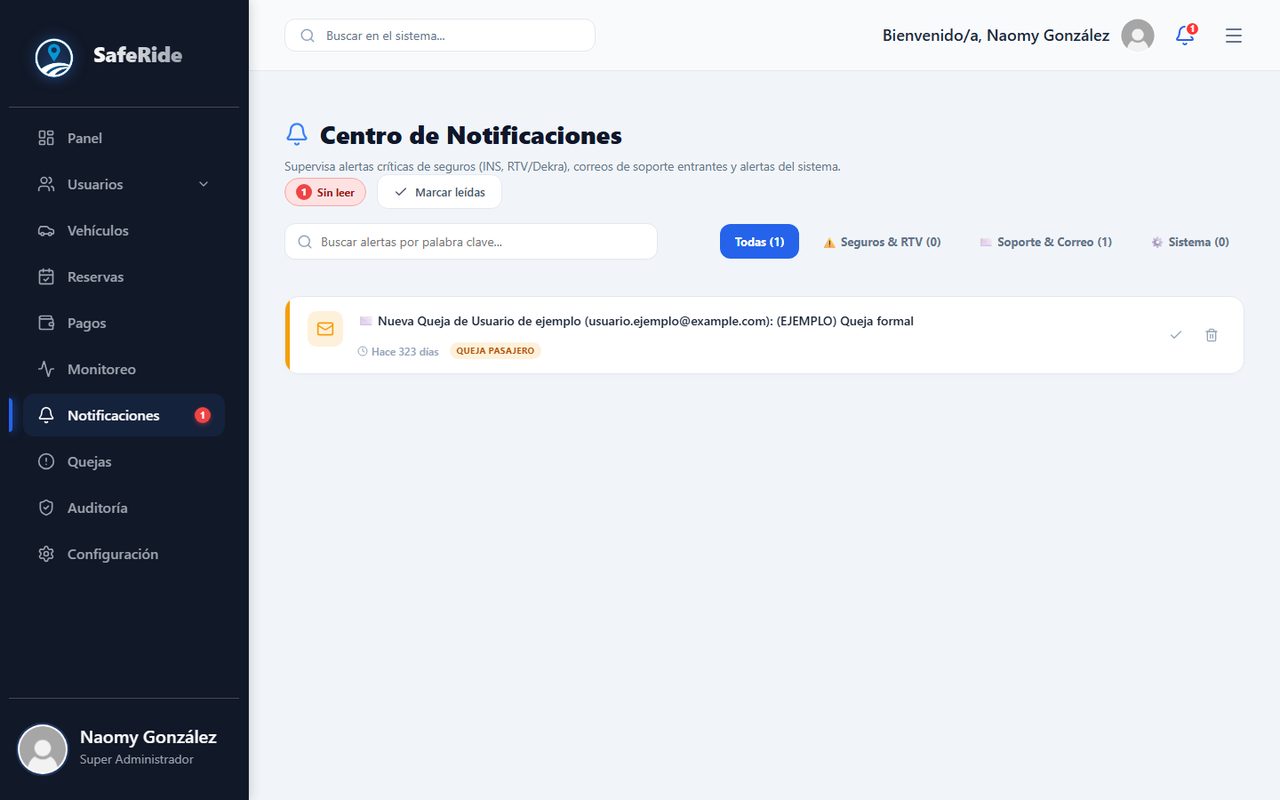 SafeRide
Buscar en el sistema...
Bienvenido/a, Naomy González
1
Panel
Usuarios
Vehículos
Reservas
Pagos
Monitoreo
Notificaciones 1
Quejas
Auditoría
Configuración
Naomy González
Super Administrador
Centro de Notificaciones
Supervisa alertas críticas de seguros (INS, RTV/Dekra), correos de soporte entrantes y alertas del sistema.
1 Sin leer
Marcar leídas
Buscar alertas por palabra clave...
Todas (1)
Seguros & RTV (0)
Soporte & Correo (1)
Sistema (0)
Nueva Queja de Usuario de ejemplo (usuario.ejemplo@example.com): (EJEMPLO) Queja formal
Hace 323 días
QUEJA PASAJERO